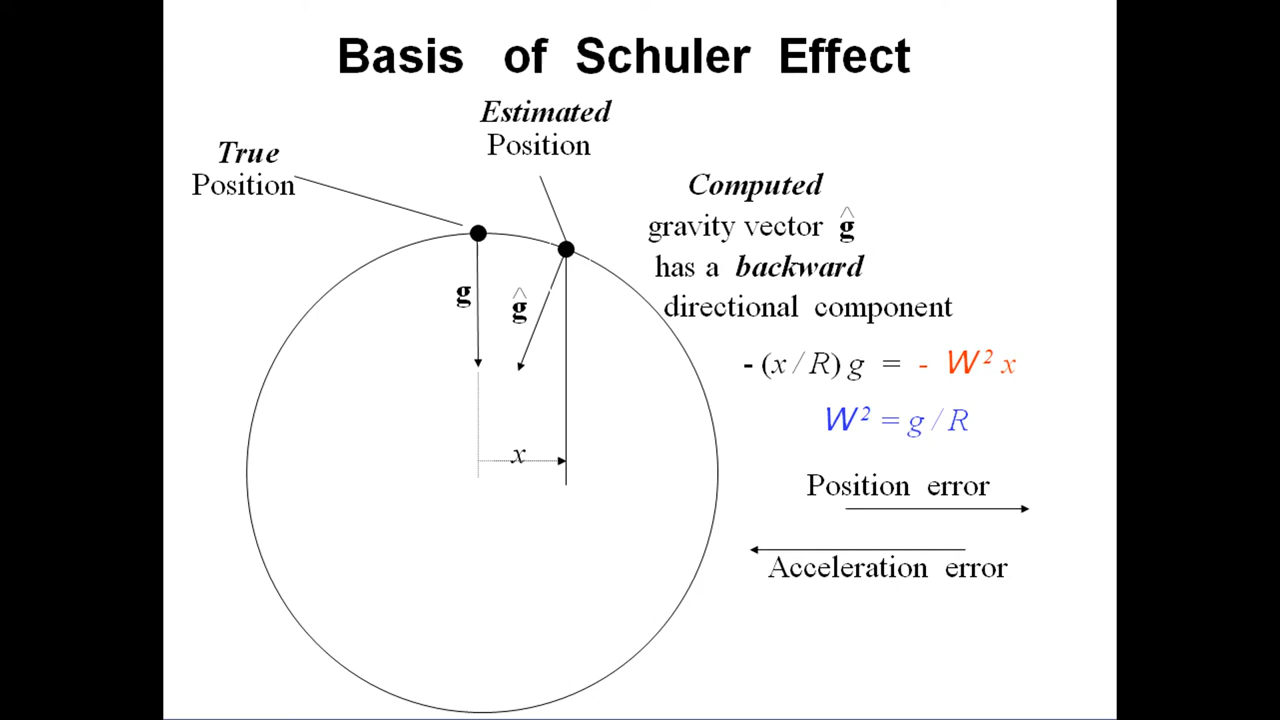 Basis of Schuler Effect
Estimated
Position
True
Position
Computed
gravity vector ĝ
has a backward
directional component
g
ĝ
- (x / R) g = - W² x
W² = g / R
x
Position error
Acceleration error